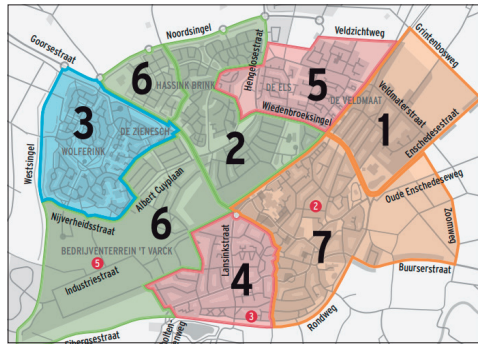 Noordsingel
Veldzichtweg
Grintenbosweg
Goorsestraat
Hengelosestraat
6
HASSINK BRINK
DE ELS
5
DE VELDMAAT
Veldmaterstraat
Enschedesestraat
3
DE ZIENESCH
WOLFERINK
Wiedenbroeksingel
1
2
Westsingel
Albert Cuyplaan
Oude Enschedeseweg
2
Zoomweg
Nijverheidsstraat
6
BEDRIJVENTERREIN 'T VARCK
7
Lansinkstraat
5
Industriestraat
4
Buurserstraat
3
Rondweg